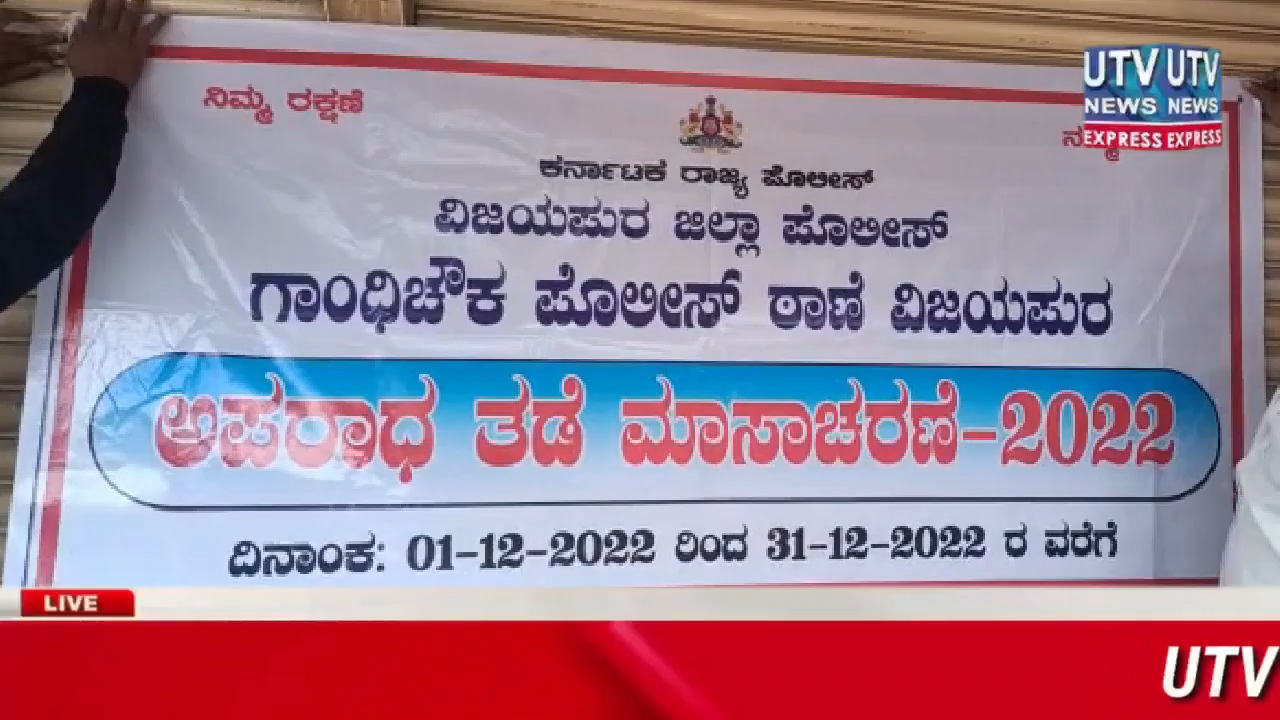 ನಿಮ್ಮ ರಕ್ಷಣೆ
UTV UTV
NEWS NEWS
EXPRESS EXPRESS
ಕರ್ನಾಟಕ ರಾಜ್ಯ ಪೊಲೀಸ್
ವಿಜಯಪುರ ಜಿಲ್ಲಾ ಪೊಲೀಸ್
ಗಾಂಧಿಚೌಕ ಪೊಲೀಸ್ ಠಾಣೆ ವಿಜಯಪುರ
ಅಪರಾಧ ತಡೆ ಮಾಸಾಚರಣೆ-2022
ದಿನಾಂಕ: 01-12-2022 ರಿಂದ 31-12-2022 ರ ವರೆಗೆ
LIVE
UTV